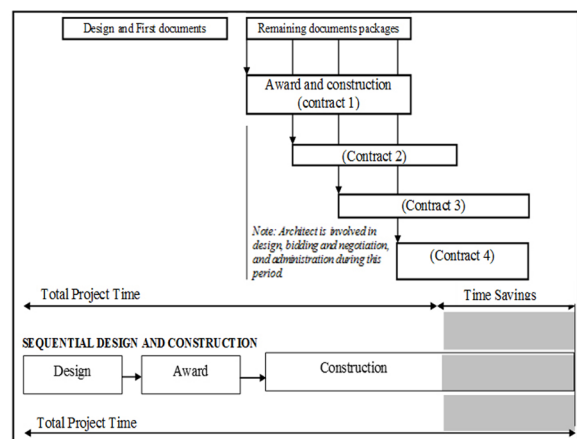 Design and First documents
Remaining documents packages
Award and construction
(contract 1)
(Contract 2)
(Contract 3)
Note: Architect is involved in
design, bidding and negotiation,
and administration during this
period
(Contract 4)
Total Project Time
Time Savings
SEQUENTIAL DESIGN AND CONSTRUCTION
Design
Award
Construction
Total Project Time